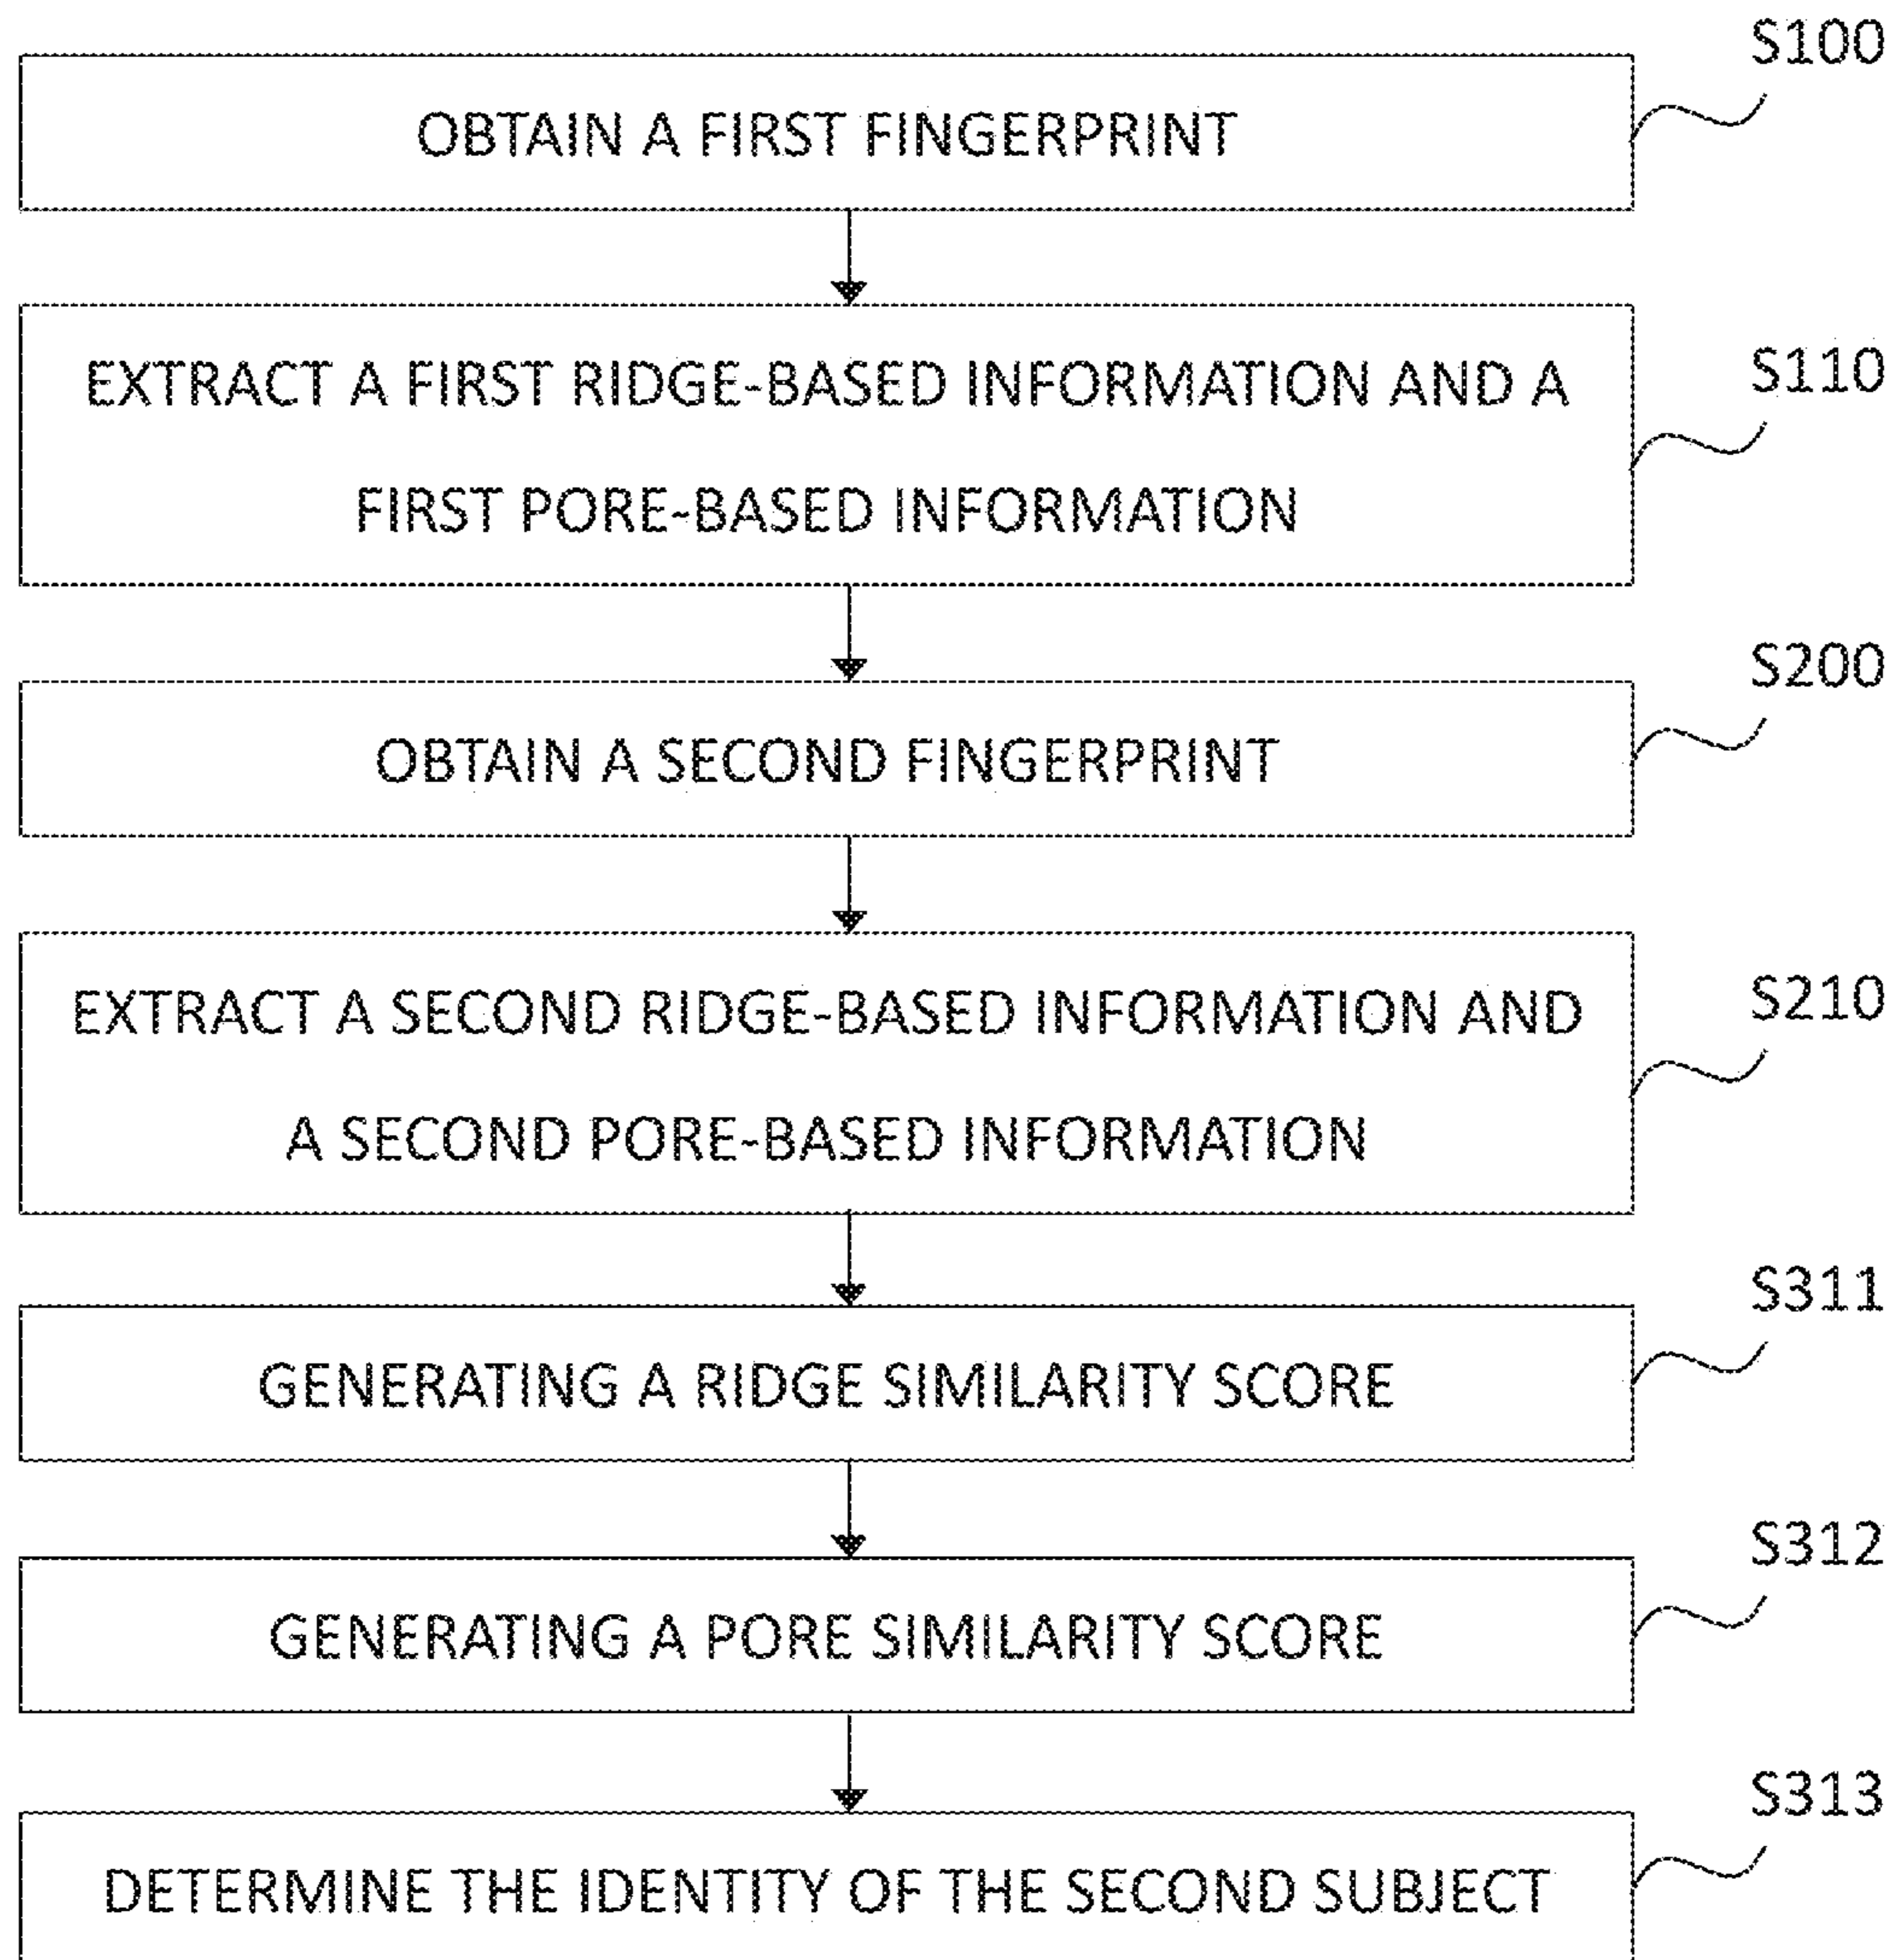 S100
OBTAIN A FIRST FINGERPRINT
S110
EXTRACT A FIRST RIDGE-BASED INFORMATION AND A
FIRST PORE-BASED INFORMATION
S200
OBTAIN A SECOND FINGERPRINT
S210
EXTRACT A SECOND RIDGE-BASED INFORMATION AND
A SECOND PORE-BASED INFORMATION
S311
GENERATING A RIDGE SIMILARITY SCORE
S312
GENERATING A PORE SIMILARITY SCORE
S313
DETERMINE THE IDENTITY OF THE SECOND SUBJECT